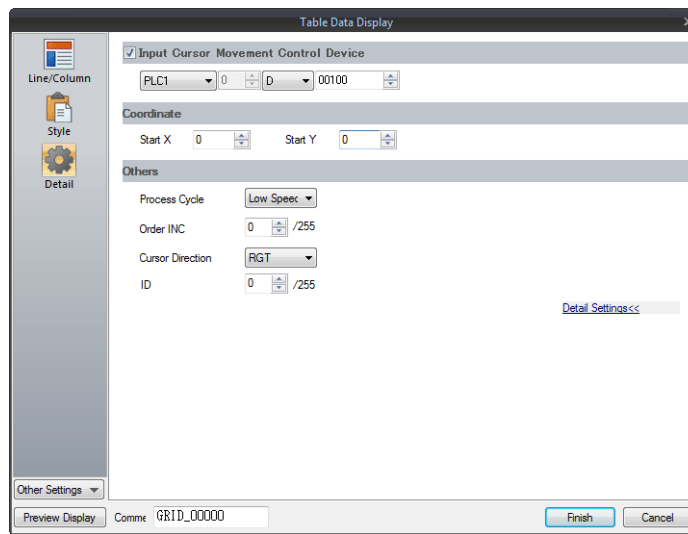 Table Data Display
Line/Column
Style
Detail
Input Cursor Movement Control Device
PLC1 0 D 00100
Coordinate
Start X 0 Start Y 0
Others
Process Cycle Low Speed
Order INC 0 /255
Cursor Direction RGT
ID 0 /255
Detail Settings<<
Other Settings
Preview Display Comme GRID_00000 Finish Cancel